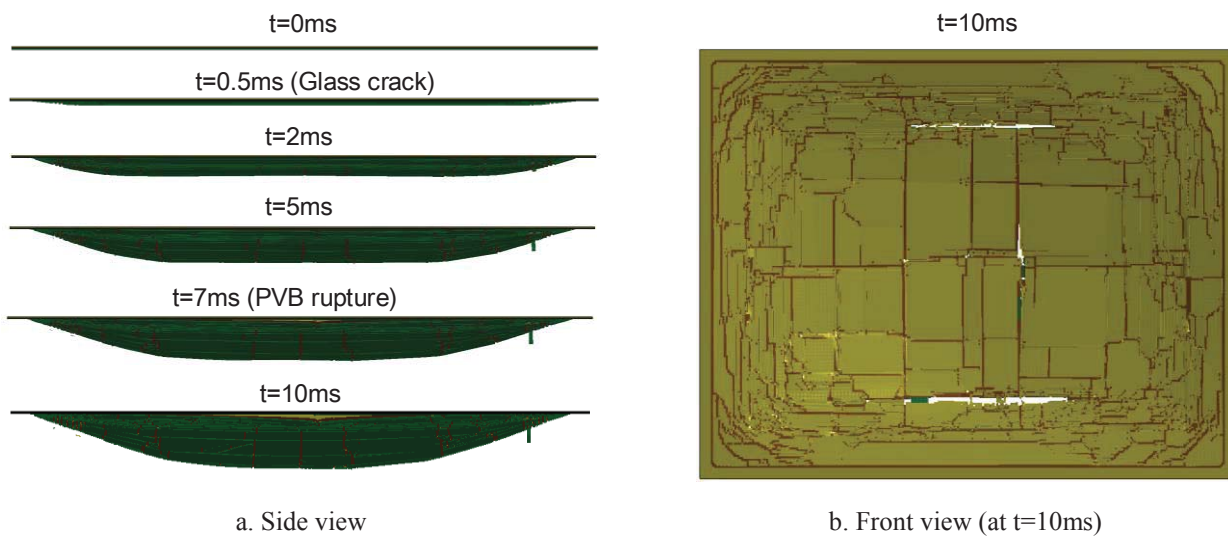 t=0ms
t=0.5ms (Glass crack)
t=2ms
t=5ms
t=7ms (PVB rupture)
t=10ms
a. Side view
t=10ms
b. Front view (at t=10ms)